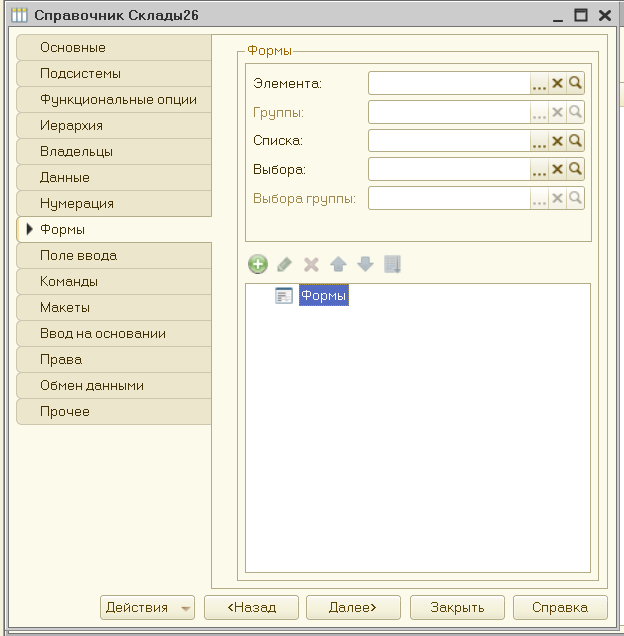 Справочник Склады26
Основные
Подсистемы
Функциональные опции
Иерархия
Владельцы
Данные
Нумерация
Формы
Поле ввода
Команды
Макеты
Ввод на основании
Права
Обмен данными
Прочее
Формы
Элемента:
Группы:
Списка:
Выбора:
Выбора группы:
Формы
Действия
<Назад
Далее>
Закрыть
Справка